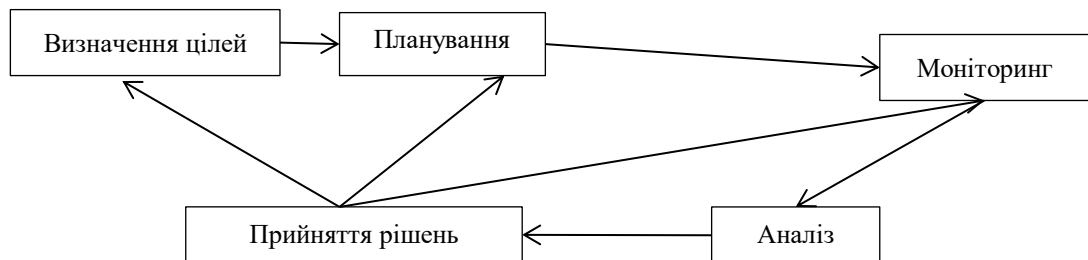 Визначення цілей
Планування
Моніторинг
Прийняття рішень
Аналіз